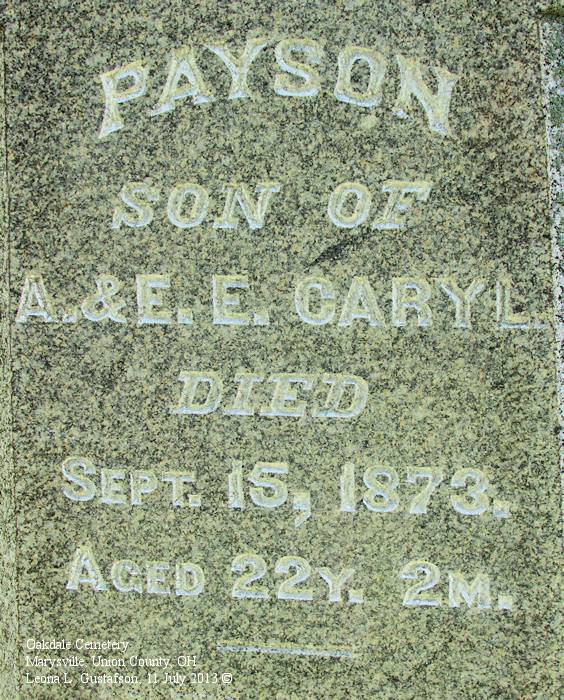 PAYSON
SON OF
A. & E. E. CARYL.
DIED
SEPT. 15, 1873.
AGED 22Y. 2M.
Oakdale Cemetery
Marysville, Union County, OH
Leona L. Gustafson, 11 July 2013 ©